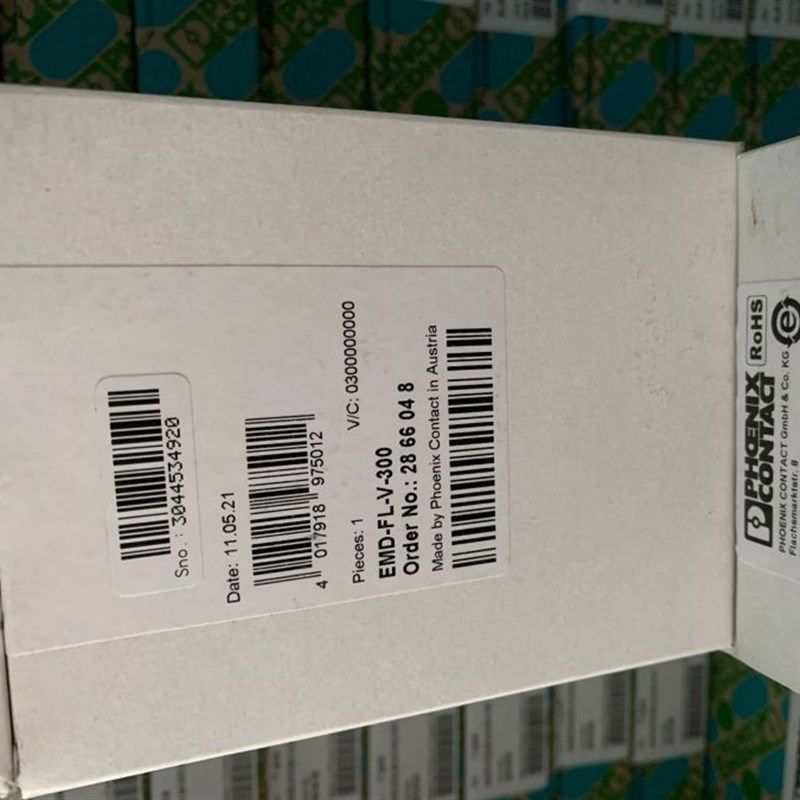 Sno.: 3044534920
Date: 11.05.21
4 017918 975012
Pieces: 1 V/C: 0300000000
EMD-FL-V-300
Order No.: 28 66 04 8
Made by Phoenix Contact in Austria
PHŒNIX
CONTACT
RoHS
e
PHOENIX CONTACT GmbH & Co. KG
Flachsmarktstr. 8